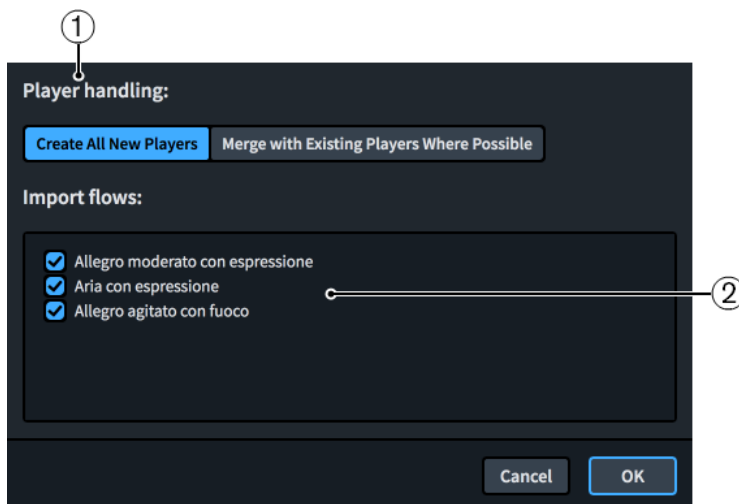 1
Player handling:
Create All New Players Merge with Existing Players Where Possible
Import flows:
Allegro moderato con espressione
Aria con espressione
2
Allegro agitato con fuoco
Cancel OK